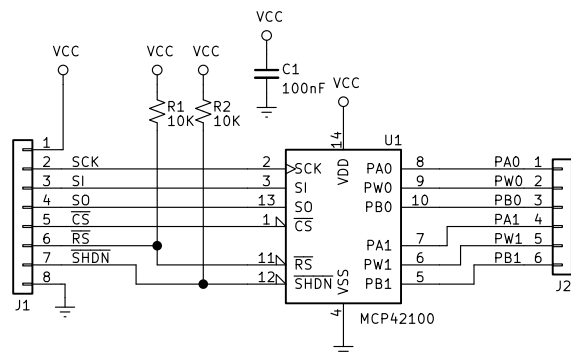 VCC
VCC
VCC
C1
100nF
VCC
R1
10K
R2
10K
14
U1
1
2
SCK
2
SCK
VDD
PA0
8
PA0
1
3
SI
3
SI
PW0
9
PW0
2
4
SO
13
SO
PB0
10
PB0
3
5
CS
1
CS
PA1
4
6
RS
PA1
7
PW1
5
7
SHDN
11
RS
PW1
6
PB1
6
8
12
SHDN
VSS
PB1
5
J1
J2
4
MCP42100